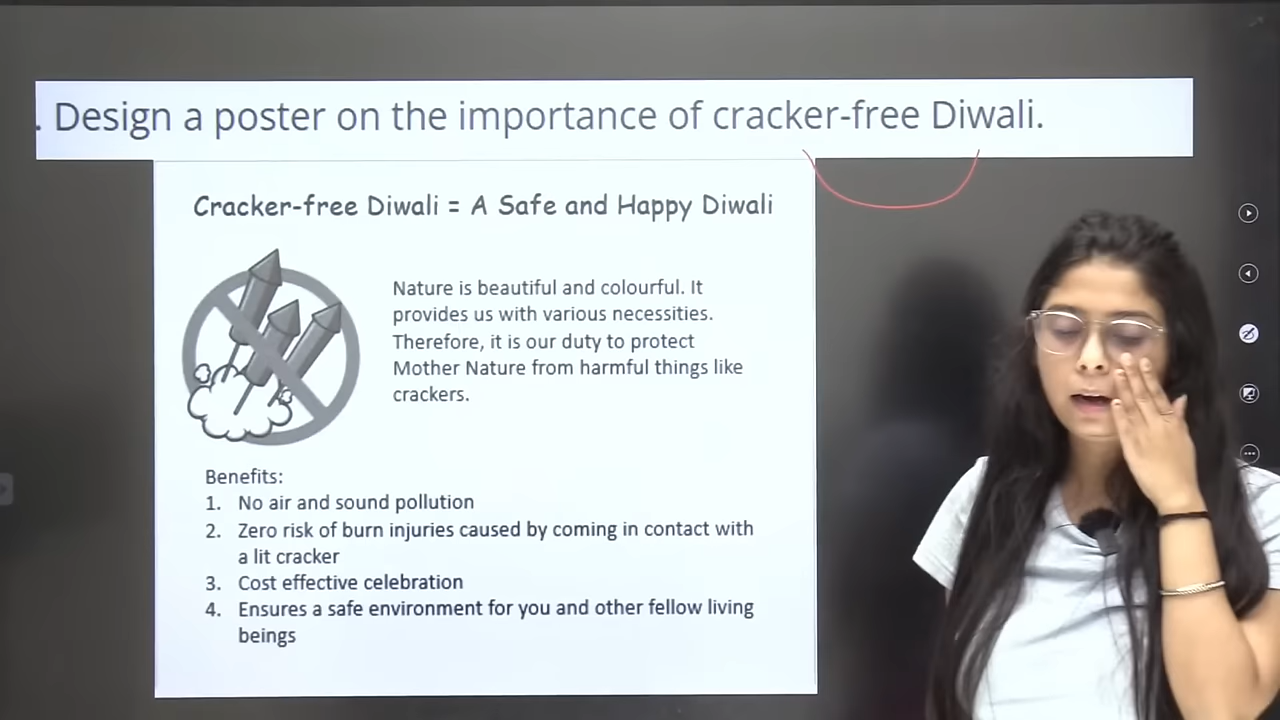 . Design a poster on the importance of cracker-free Diwali.
Cracker-free Diwali = A Safe and Happy Diwali
Nature is beautiful and colourful. It
provides us with various necessities.
Therefore, it is our duty to protect
Mother Nature from harmful things like
crackers.
Benefits:
1. No air and sound pollution
2. Zero risk of burn injuries caused by coming in contact with
a lit cracker
3. Cost effective celebration
4. Ensures a safe environment for you and other fellow living
beings